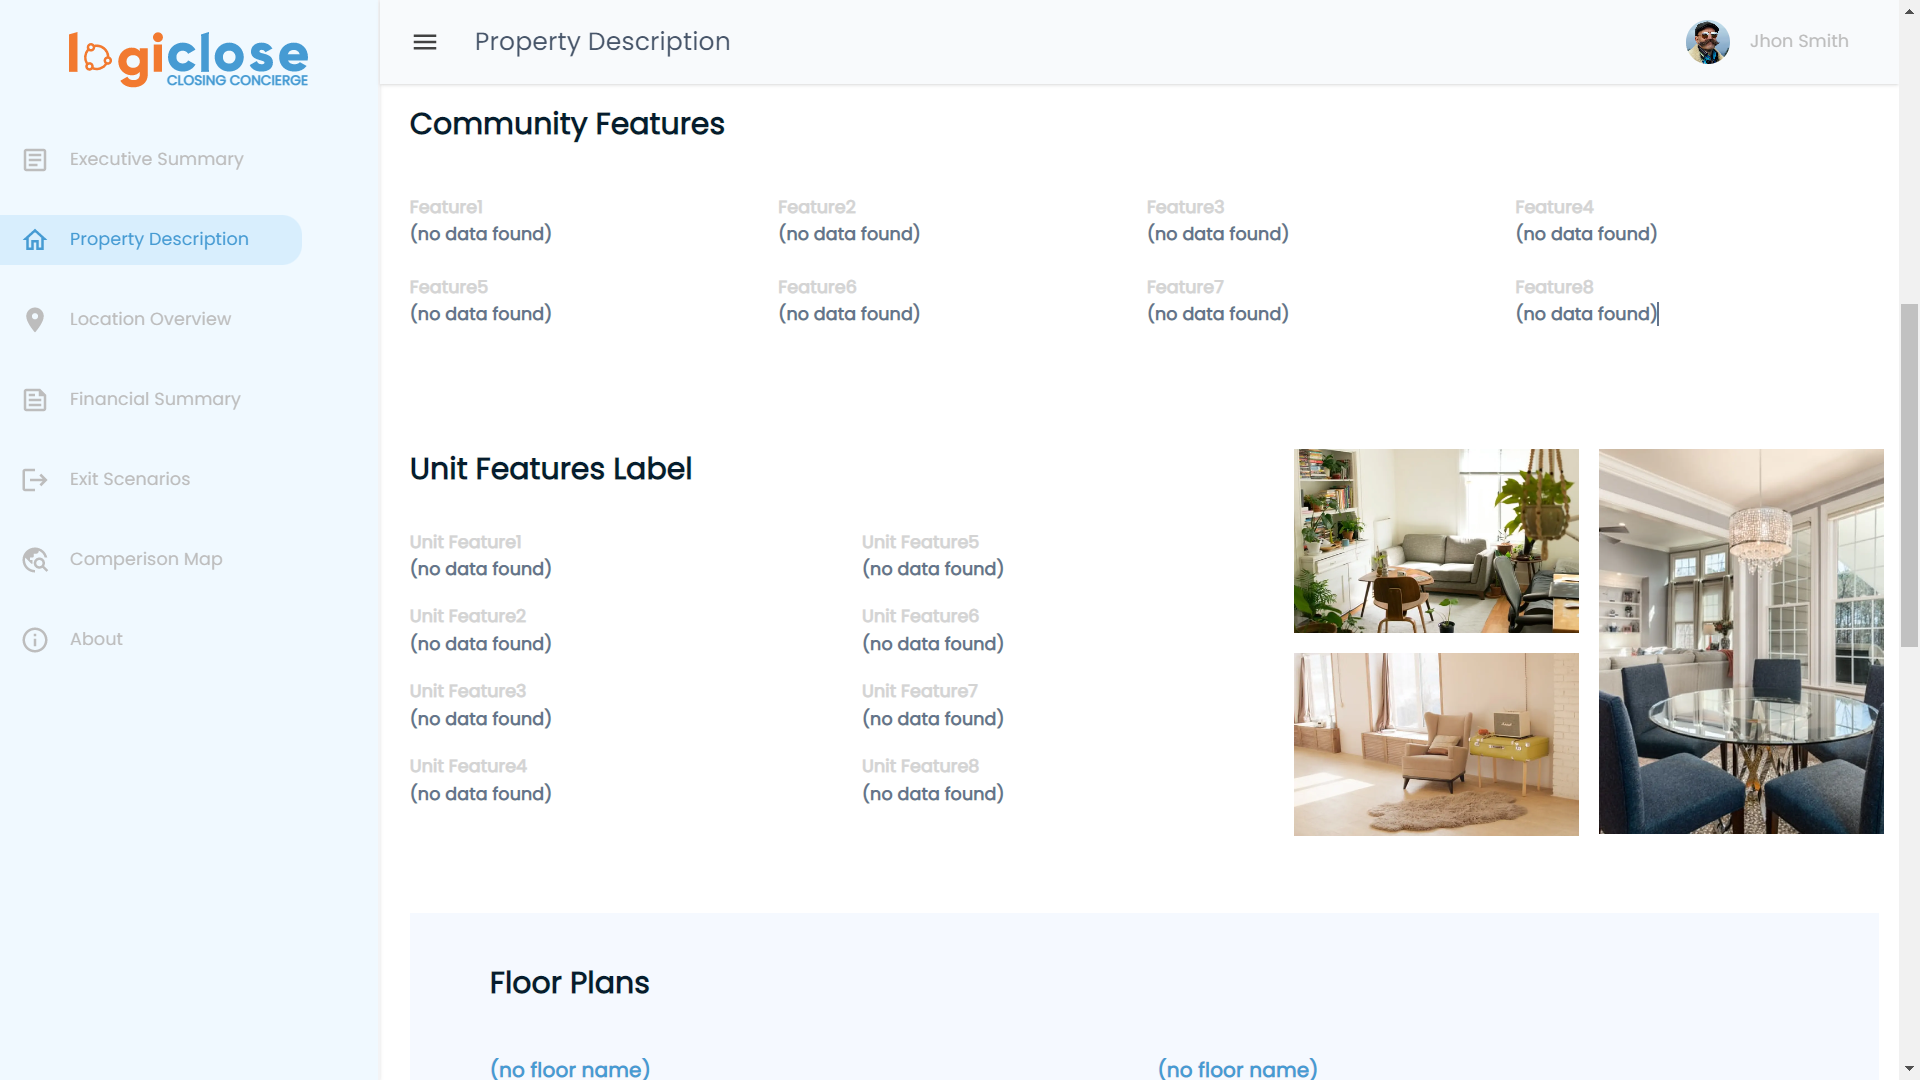 logiclose
CLOSING CONCIERGE
Executive Summary
Property Description
Location Overview
Financial Summary
Exit Scenarios
Comperison Map
About
Property Description
Jhon Smith
Community Features
Feature1
(no data found)
Feature2
(no data found)
Feature3
(no data found)
Feature4
(no data found)
Feature5
(no data found)
Feature6
(no data found)
Feature7
(no data found)
Feature8
(no data found)
Unit Features Label
Unit Feature1
(no data found)
Unit Feature2
(no data found)
Unit Feature3
(no data found)
Unit Feature4
(no data found)
Unit Feature5
(no data found)
Unit Feature6
(no data found)
Unit Feature7
(no data found)
Unit Feature8
(no data found)
Floor Plans
(no floor name)
(no floor name)